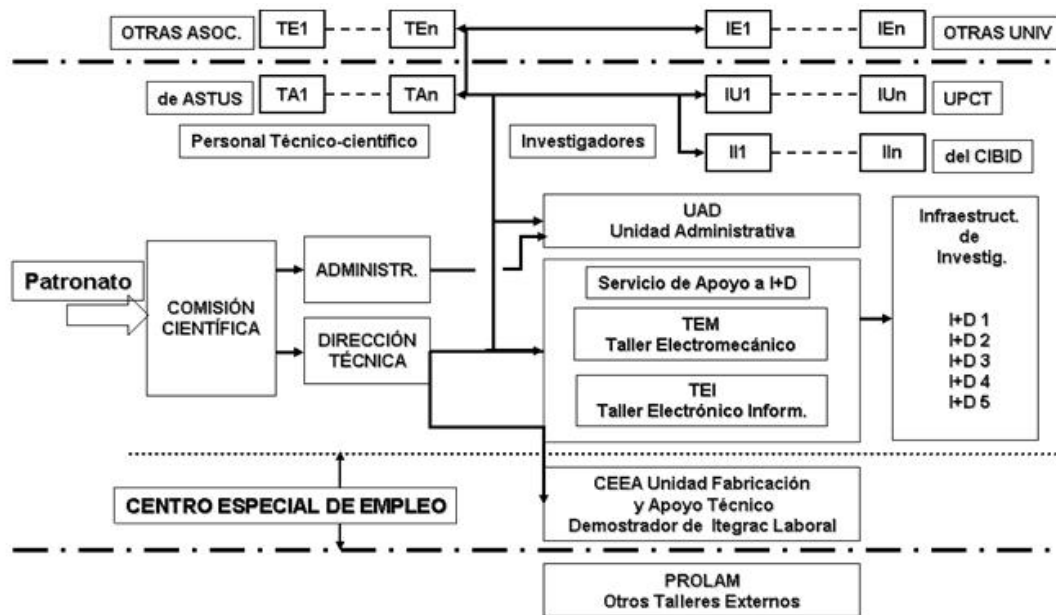 OTRAS ASOC.
TE1
TEn
IE1
IEn
OTRAS UNIV
de ASTUS
TA1
TAn
IU1
IUn
UPCT
Personal Técnico-científico
Investigadores
II1
IIn
del CIBID
UAD
Unidad Administrativa
Infraestruct.
de
Investig.
I+D 1
I+D 2
I+D 3
I+D 4
I+D 5
Patronato
COMISIÓN
CIENTÍFICA
ADMINISTR.
DIRECCIÓN
TÉCNICA
Servicio de Apoyo a I+D
TEM
Taller Electromecánico
TEI
Taller Electrónico Inform.
CENTRO ESPECIAL DE EMPLEO
CEEA Unidad Fabricación
y Apoyo Técnico
Demostrador de Itegrac Laboral
PROLAM
Otros Talleres Externos